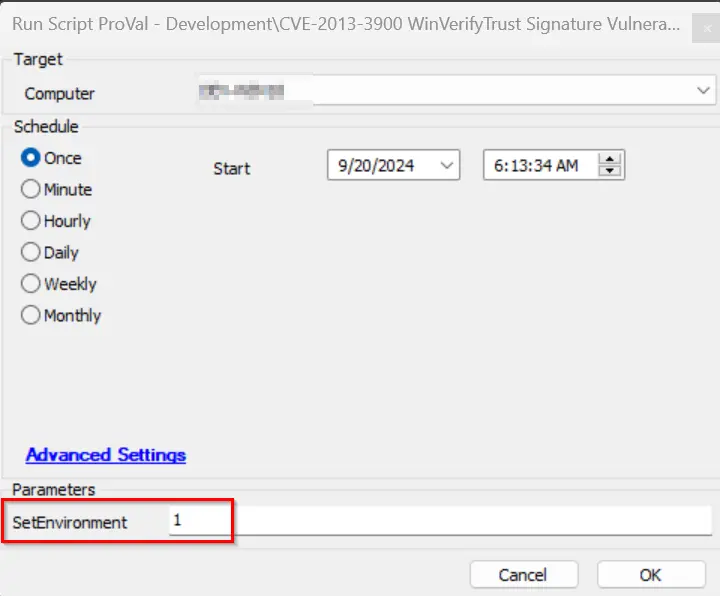 Run Script ProVal - Development\CVE-2013-3900 WinVerifyTrust Signature Vulnera...
Target
Computer
Schedule
Once
Start
9/20/2024
6:13:34 AM
Minute
Hourly
Daily
Weekly
Monthly
Advanced Settings
Parameters
SetEnvironment 1
Cancel
OK